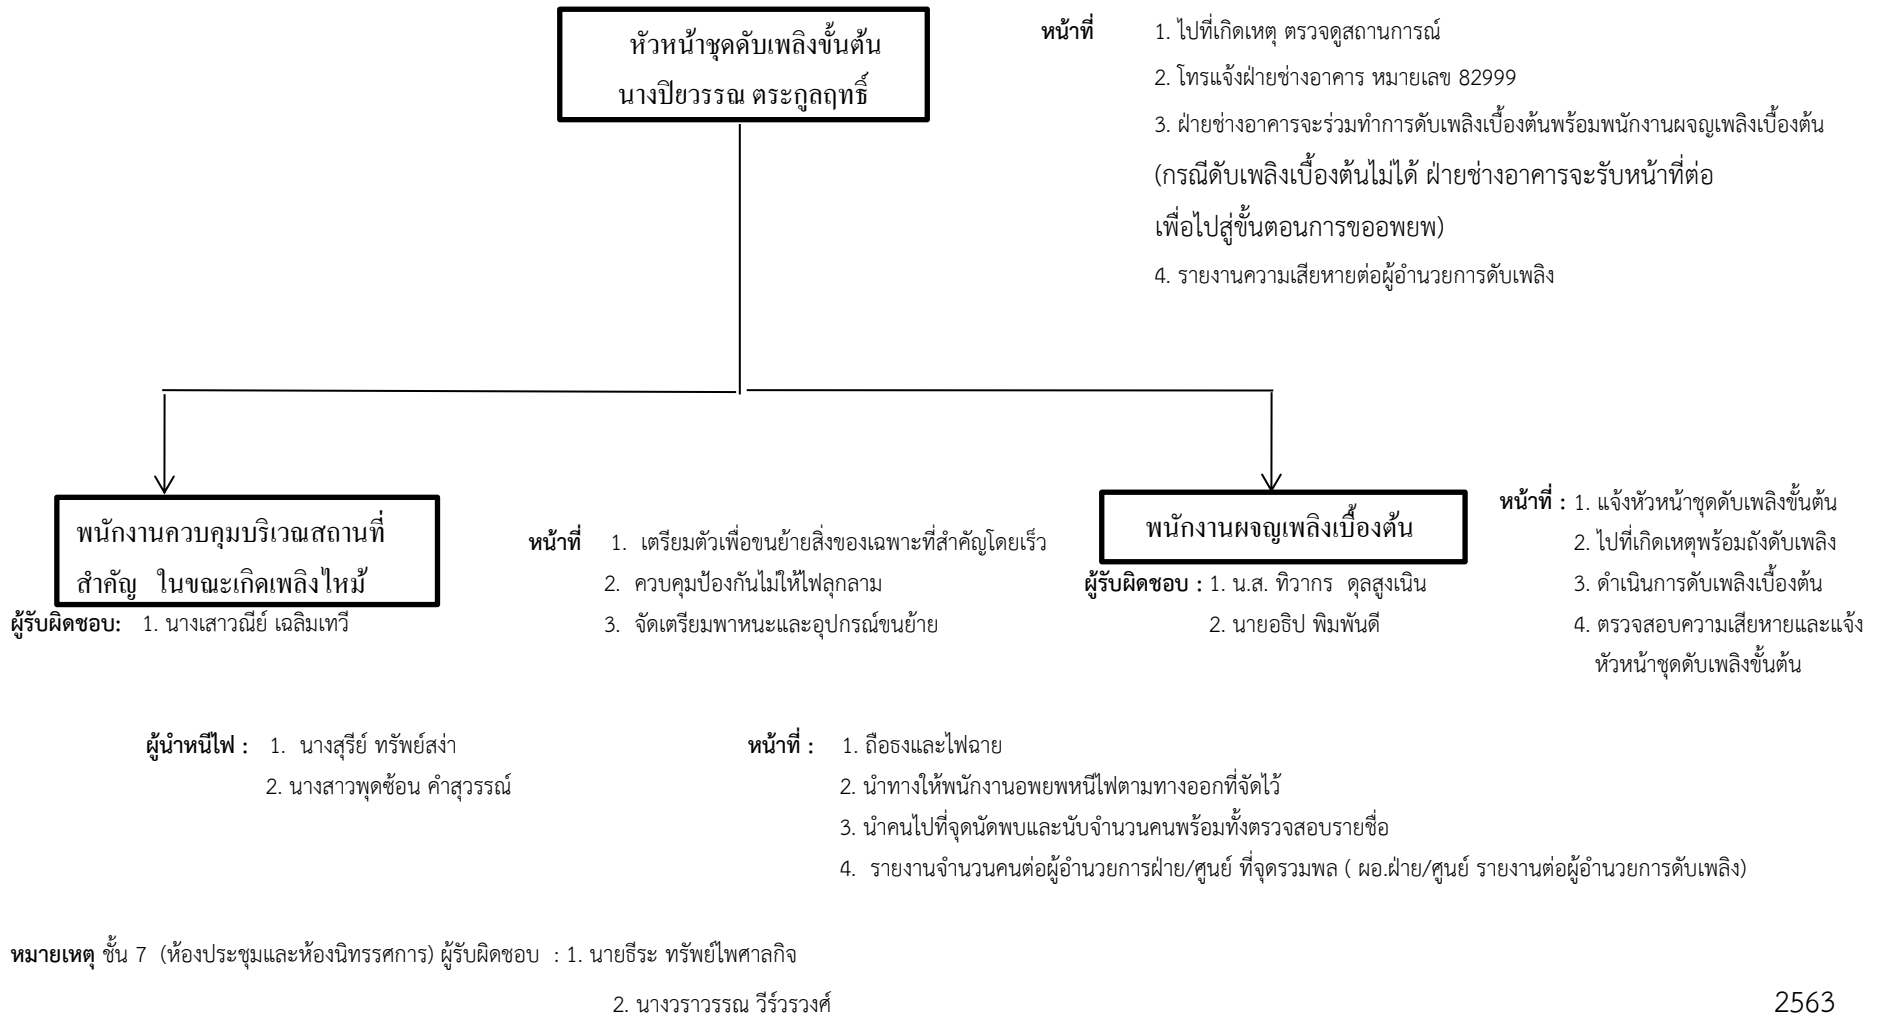 หัวหน้าชุดดับเพลิงขั้นต้น
นางปิยวรรณ ตระกูลฤทธิ์
หน้าที่ 1. ไปที่เกิดเหตุ ตรวจดูสถานการณ์
2. โทรแจ้งฝ่ายช่างอาคาร หมายเลข 82999
3. ฝ่ายช่างอาคารจะร่วมทำการดับเพลิงเบื้องต้นพร้อมพนักงานผจญเพลิงเบื้องต้น
(กรณีดับเพลิงเบื้องต้นไม่ได้ ฝ่ายช่างอาคารจะรับหน้าที่ต่อ
เพื่อไปสู่ขั้นตอนการขออพยพ)
4. รายงานความเสียหายต่อผู้อำนวยการดับเพลิง
พนักงานควบคุมบริเวณสถานที่
สำคัญ ในขณะเกิดเพลิงไหม้
ผู้รับผิดชอบ: 1. นางเสาวณีย์ เฉลิมเทวี
หน้าที่ 1. เตรียมตัวเพื่อขนย้ายสิ่งของเฉพาะที่สำคัญโดยเร็ว
2. ควบคุมป้องกันไม่ให้ไฟลุกลาม
3. จัดเตรียมพาหนะและอุปกรณ์ขนย้าย
พนักงานผจญเพลิงเบื้องต้น
ผู้รับผิดชอบ : 1. น.ส. ทิวากร ดุลสูงเนิน
2. นายอธิป พิมพันดี
หน้าที่ : 1. แจ้งหัวหน้าชุดดับเพลิงขั้นต้น
2. ไปที่เกิดเหตุพร้อมถังดับเพลิง
3. ดำเนินการดับเพลิงเบื้องต้น
4. ตรวจสอบความเสียหายและแจ้ง
หัวหน้าชุดดับเพลิงขั้นต้น
ผู้นำหนีไฟ : 1. นางสุรีย์ ทรัพย์สง่า
2. นางสาวพุดซ้อน คำสุวรรณ์
หน้าที่ : 1. ถือธงและไฟฉาย
2. นำทางให้พนักงานอพยพหนีไฟตามทางออกที่จัดไว้
3. นำคนไปที่จุดนัดพบและนับจำนวนคนพร้อมทั้งตรวจสอบรายชื่อ
4. รายงานจำนวนคนต่อผู้อำนวยการฝ่าย/ศูนย์ ที่จุดรวมพล ( ผอ.ฝ่าย/ศูนย์ รายงานต่อผู้อำนวยการดับเพลิง)
หมายเหตุ ชั้น 7 (ห้องประชุมและห้องนิทรรศการ) ผู้รับผิดชอบ : 1. นายธีระ ทรัพย์ไพศาลกิจ
2. นางวราวรรณ วีร์วรวงศ์
2563